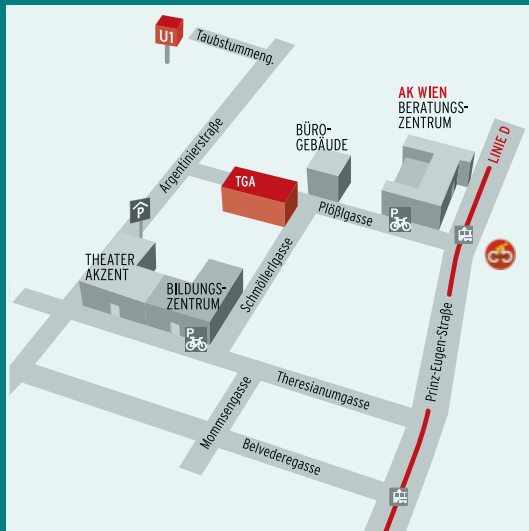 U1
Taubstummeng.
Argentinierstraße
AK WIEN
BERATUNGS-
ZENTRUM
LINIE D
BÜRO-
GEBÄUDE
TGA
P
Plößlgasse
P
THEATER
AKZENT
BILDUNGS-
ZENTRUM
Schmöllerlgasse
P
Prinz-Eugen-Straße
Theresianumgasse
Mommsengasse
Belvederegasse